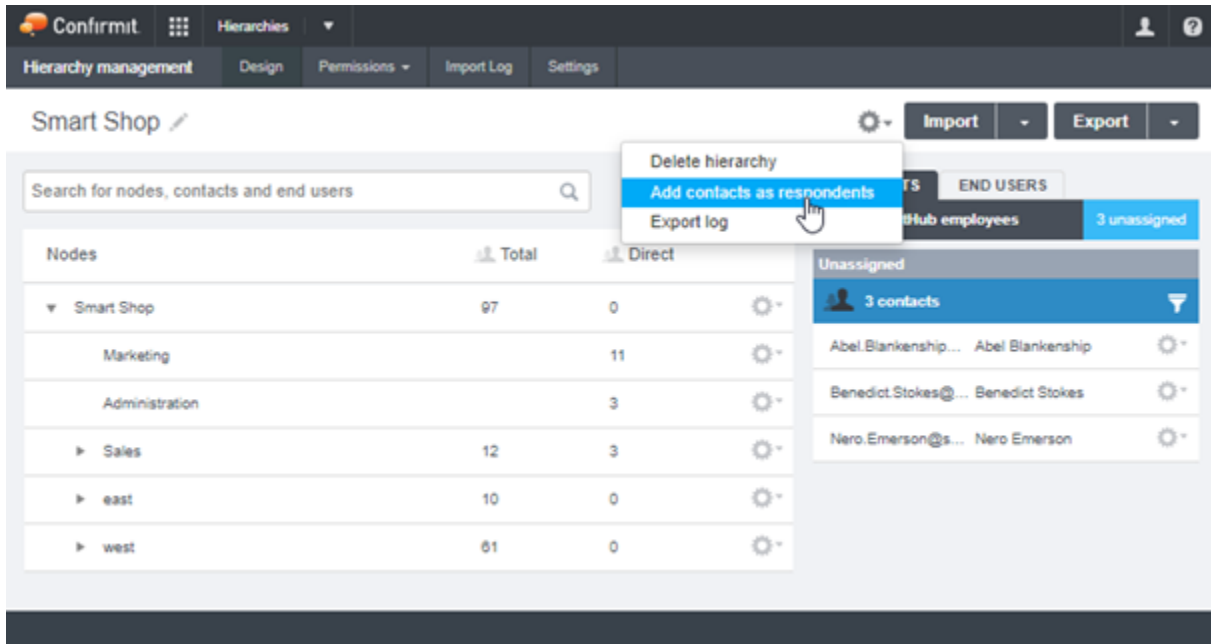 Confirmit. Hierarchies
Hierarchy management Design Permissions Import Log Settings
Smart Shop Import Export
Delete hierarchy
Add contacts as respondents
Export log
Search for nodes, contacts and end users
END USERS
employees 3 unassigned
Nodes Total Direct
Smart Shop 97 0
Marketing 11
Administration 3
Sales 12 3
east 10 0
west 61 0
Unassigned
3 contacts
Abel.Blankenship... Abel Blankenship
Benedict.Stokes@... Benedict Stokes
Nero.Emerson@s... Nero Emerson